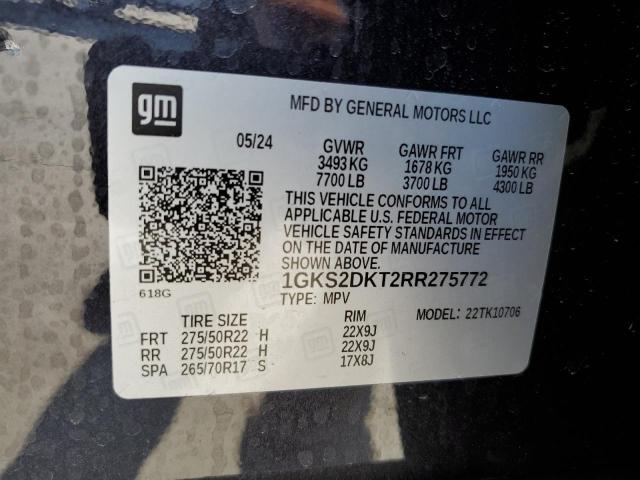 gm
MFD BY GENERAL MOTORS LLC
05/24 GVWR GAWR FRT GAWR RR
3493 KG 1678 KG 1950 KG
7700 LB 3700 LB 4300 LB
THIS VEHICLE CONFORMS TO ALL
APPLICABLE U.S. FEDERAL MOTOR
VEHICLE SAFETY STANDARDS IN EFFECT
ON THE DATE OF MANUFACTURE
SHOWN ABOVE.
618G 1GKS2DKT2RR275772
TYPE: MPV MODEL: 22TK10706
TIRE SIZE RIM
FRT 275/50R22 H 22X9J
RR 275/50R22 H 22X9J
SPA 265/70R17 S 17X8J